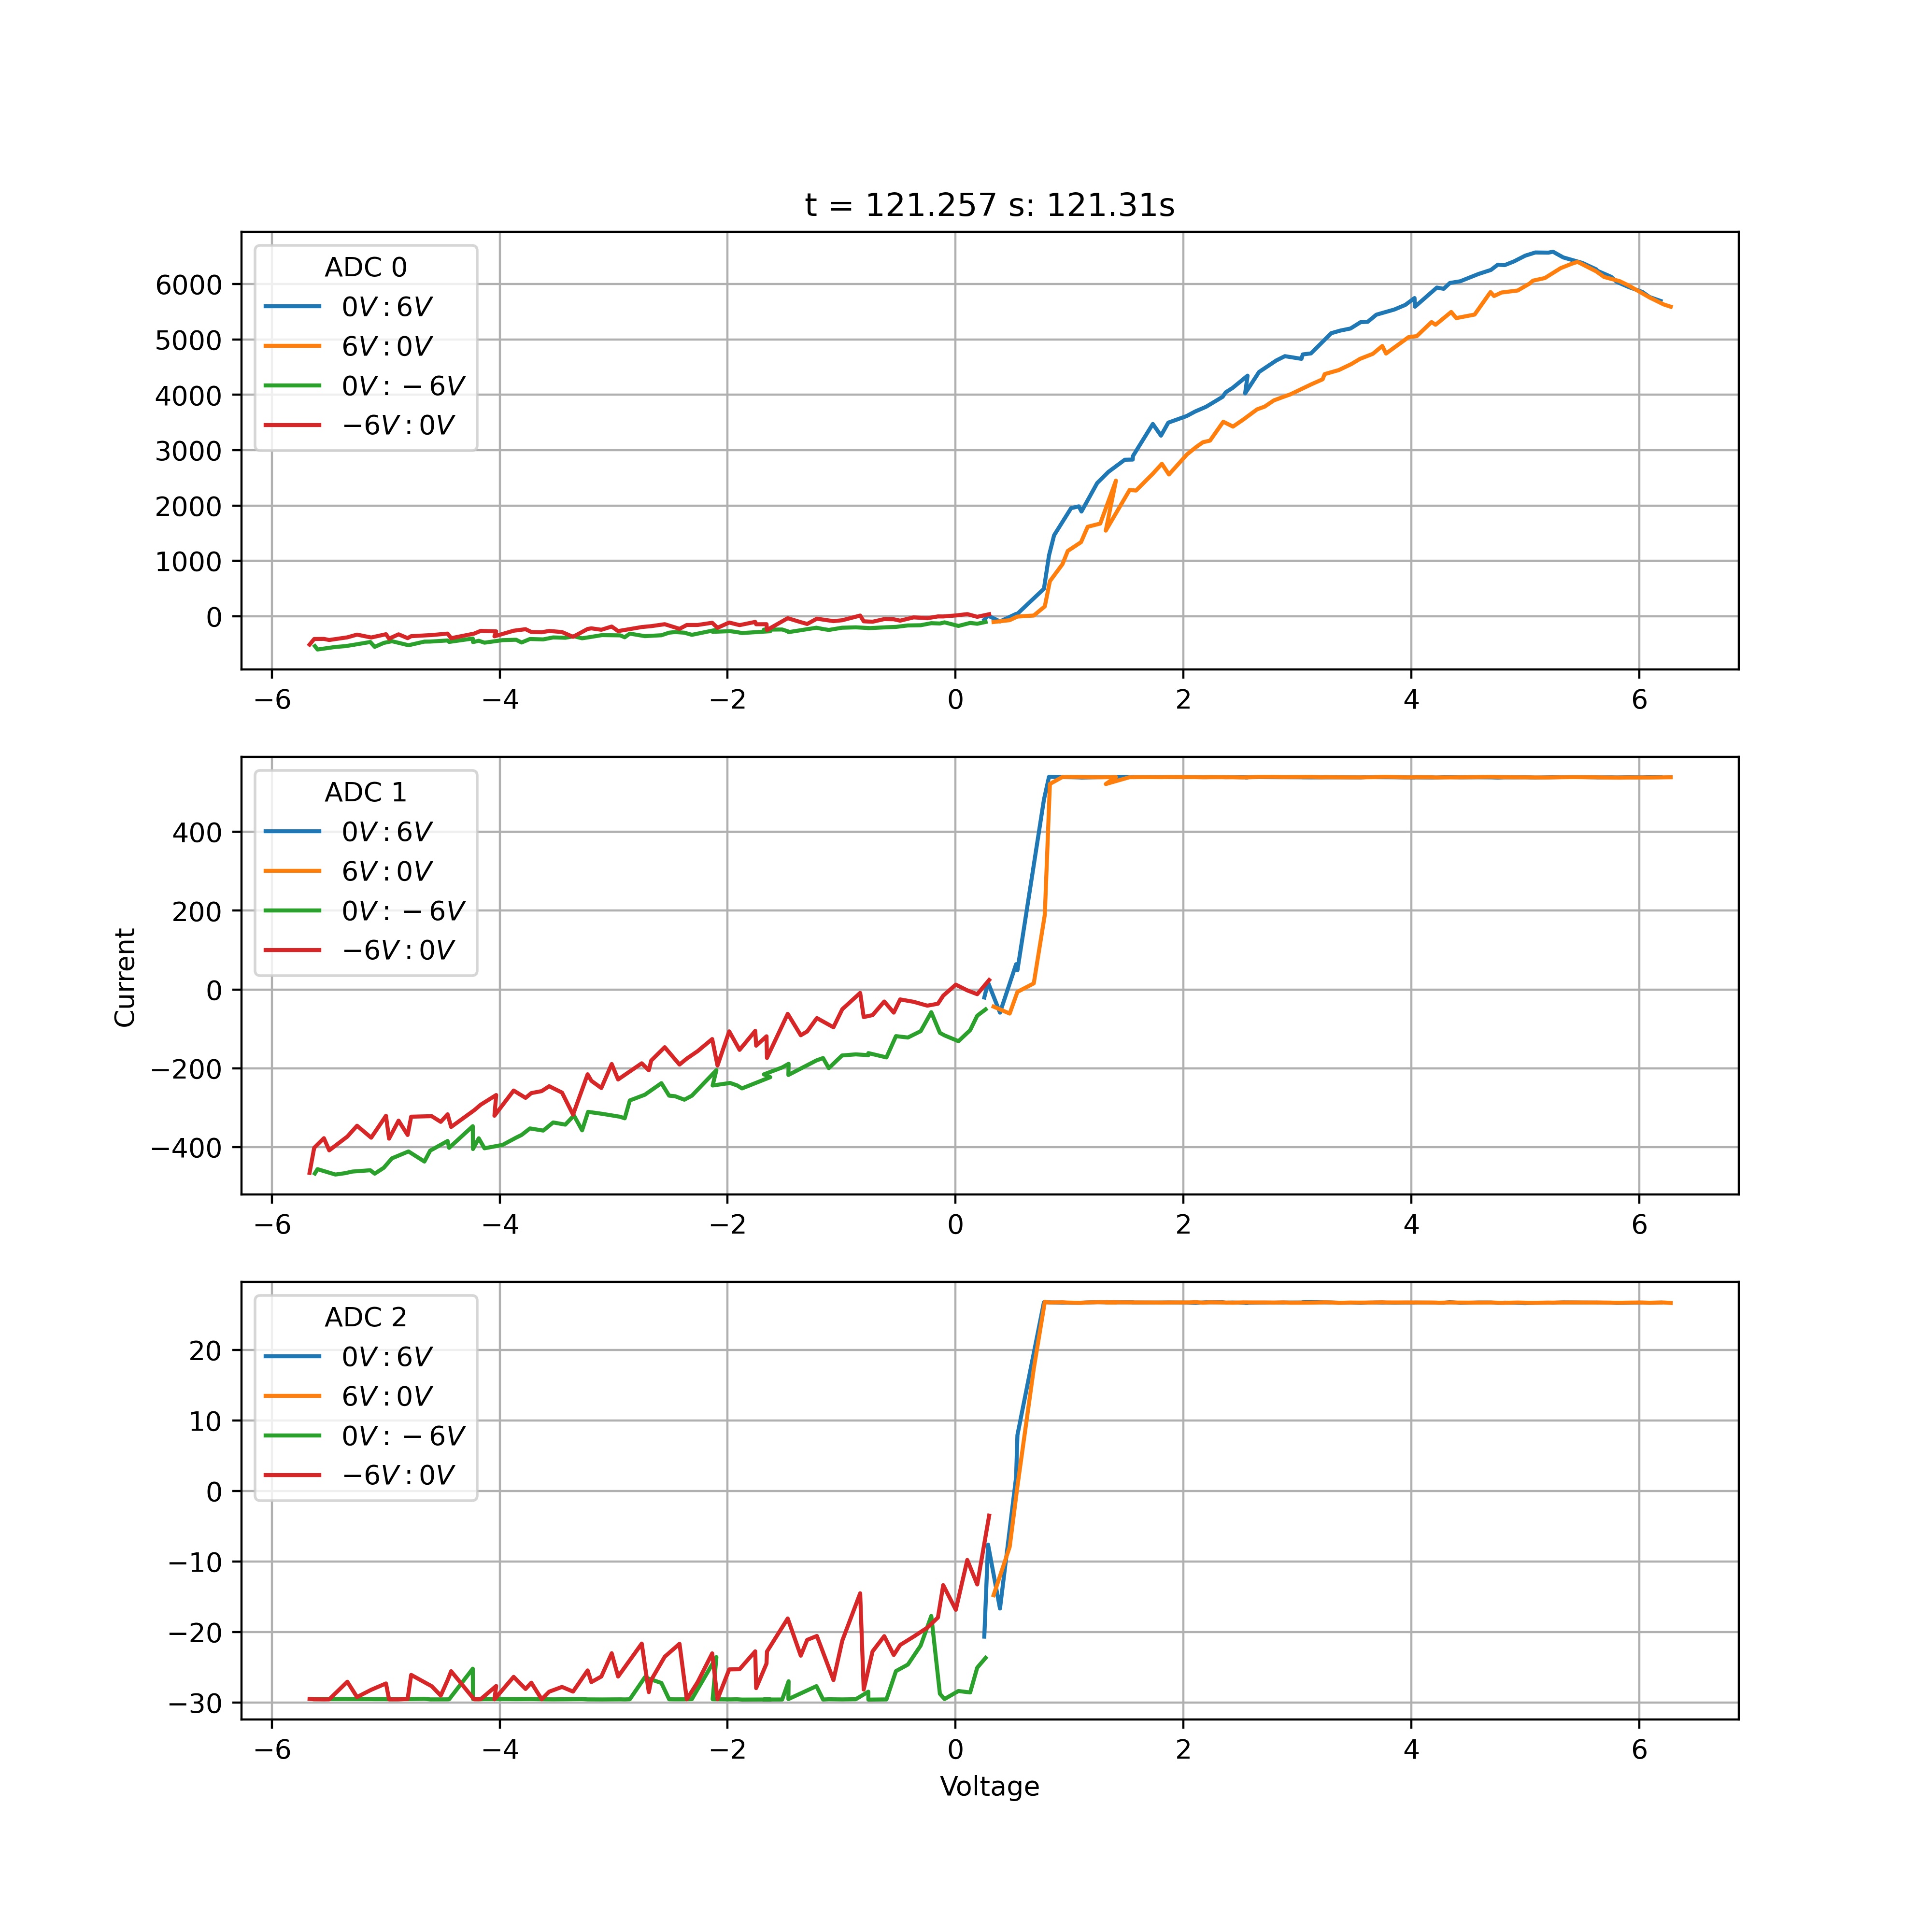 t = 121.257 s: 121.31s
ADC 0
0V : 6V
6V : 0V
0V : −6V
−6V : 0V
6000
5000
4000
3000
2000
1000
0
−6 −4 −2 0 2 4 6
ADC 1
0V : 6V
6V : 0V
0V : −6V
−6V : 0V
400
200
0
−200
−400
Current
−6 −4 −2 0 2 4 6
ADC 2
0V : 6V
6V : 0V
0V : −6V
−6V : 0V
20
10
0
−10
−20
−30
−6 −4 −2 0 2 4 6
Voltage